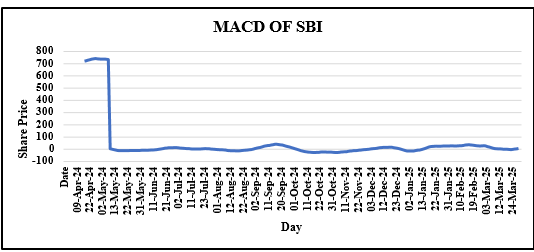 MACD OF SBI
800
700
600
500
400
300
200
100
0
-100
Share Price
Date
09-Apr-24
22-Apr-24
02-May-24
13-May-24
22-May-24
31-May-24
11-Jun-24
21-Jun-24
02-Jul-24
11-Jul-24
23-Jul-24
01-Aug-24
12-Aug-24
22-Aug-24
02-Sep-24
11-Sep-24
20-Sep-24
01-Oct-24
11-Oct-24
22-Oct-24
31-Oct-24
11-Nov-24
22-Nov-24
03-Dec-24
12-Dec-24
23-Dec-24
02-Jan-25
13-Jan-25
22-Jan-25
31-Jan-25
10-Feb-25
19-Feb-25
03-Mar-25
12-Mar-25
24-Mar-25
Day